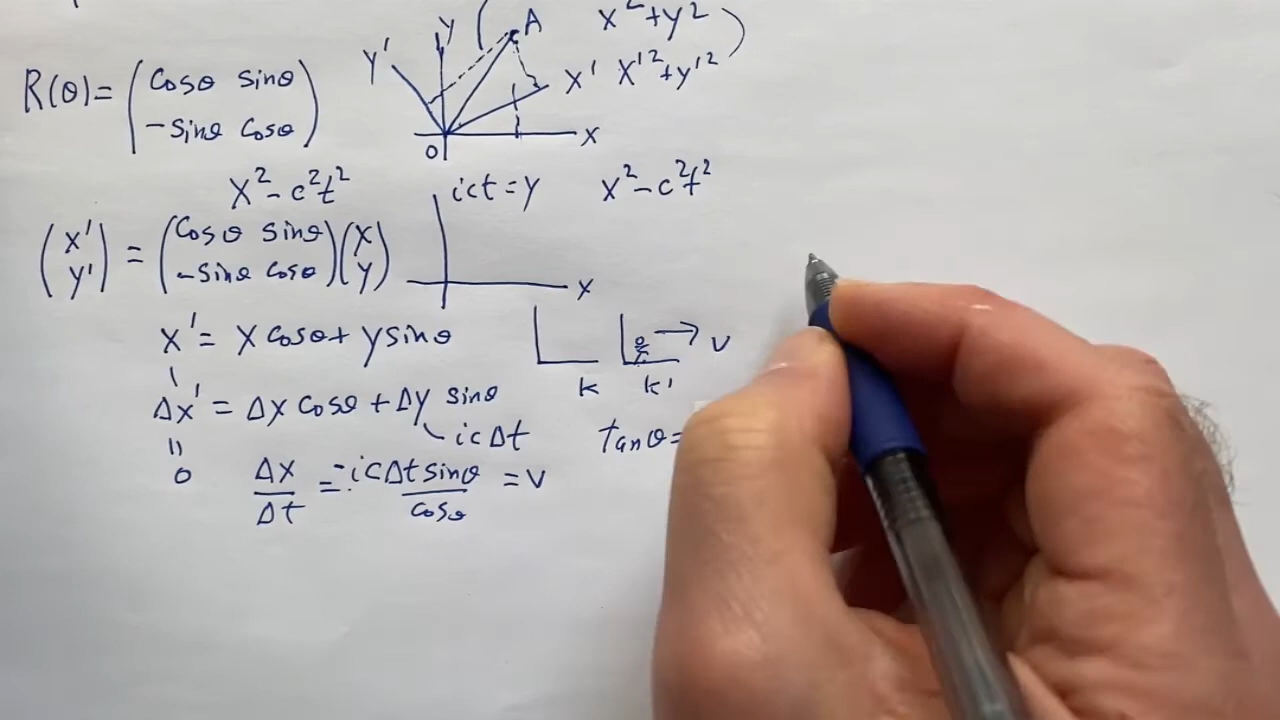 Y ( A X²+y2 )
Y' X' X'²+y'²
R(θ)= ( cosθ sinθ
-sinθ cosθ ) X
O
X²-c²t² ict=y X²-c²t²
( X' y' ) = ( cosθ sinθ -sinθ cosθ ) ( X y )
X
X' = X cosθ + y sinθ
V
K K'
ΔX' = ΔX cosθ + Δy sinθ
icΔt tanθ=
0 ΔX/Δt = -icΔt sinθ/cosθ = V